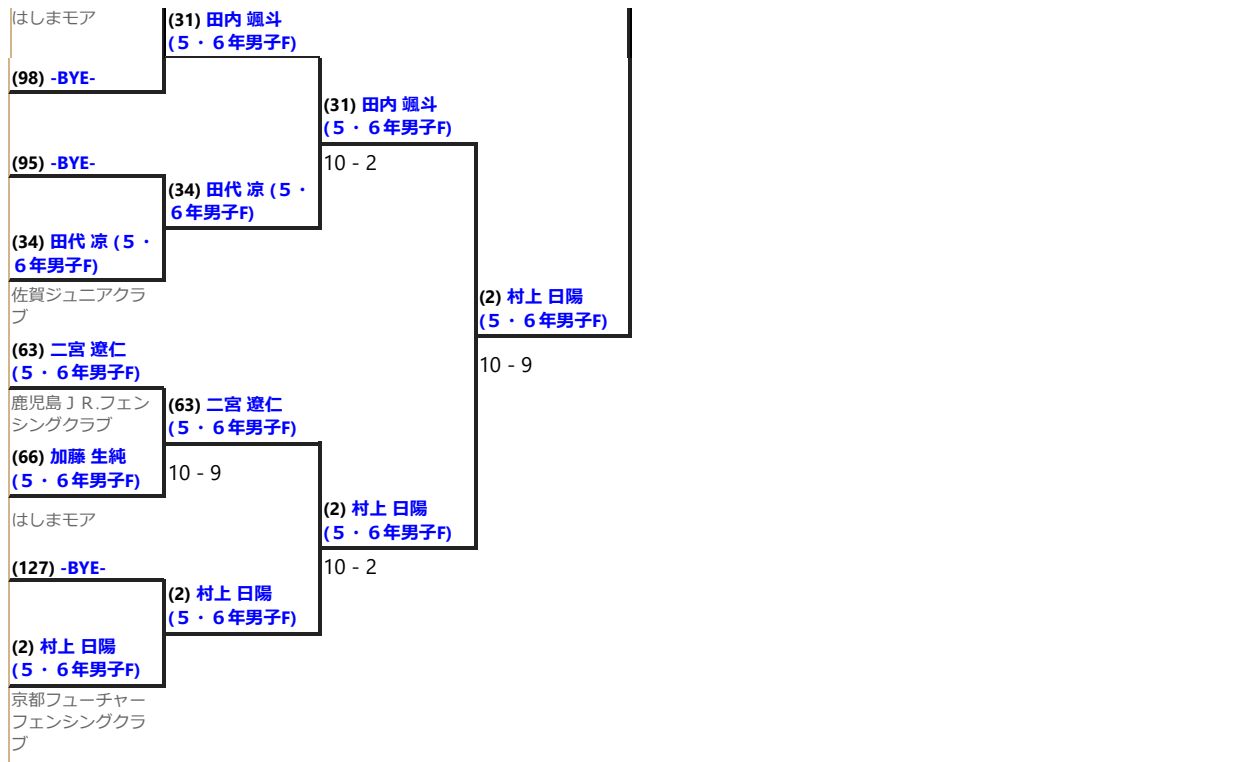 はしまモア
(98) -BYE-
(95) -BYE-
(34) 田代 凉 (５・
６年男子F)
佐賀ジュニアクラ
ブ
(63) 二宮 遼仁
(５・６年男子F)
鹿児島ＪＲ.フェン
シングクラブ
(66) 加藤 生純
(５・６年男子F)
はしまモア
(127) -BYE-
(2) 村上 日陽
(５・６年男子F)
京都フューチャー
フェンシングクラ
ブ
(31) 田内 颯斗
(５・６年男子F)
(34) 田代 凉 (５・
６年男子F)
(63) 二宮 遼仁
(５・６年男子F)
10 - 9
(2) 村上 日陽
(５・６年男子F)
(31) 田内 颯斗
(５・６年男子F)
10 - 2
(2) 村上 日陽
(５・６年男子F)
10 - 2
(2) 村上 日陽
(５・６年男子F)
10 - 9